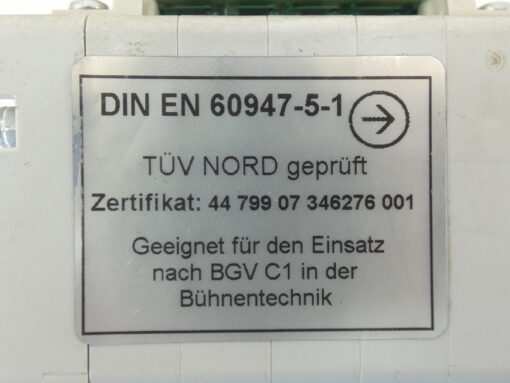 DIN EN 60947-5-1
TÜV NORD geprüft
Zertifikat: 44 799 07 346276 001
Geeignet für den Einsatz
nach BGV C1 in der
Bühnentechnik